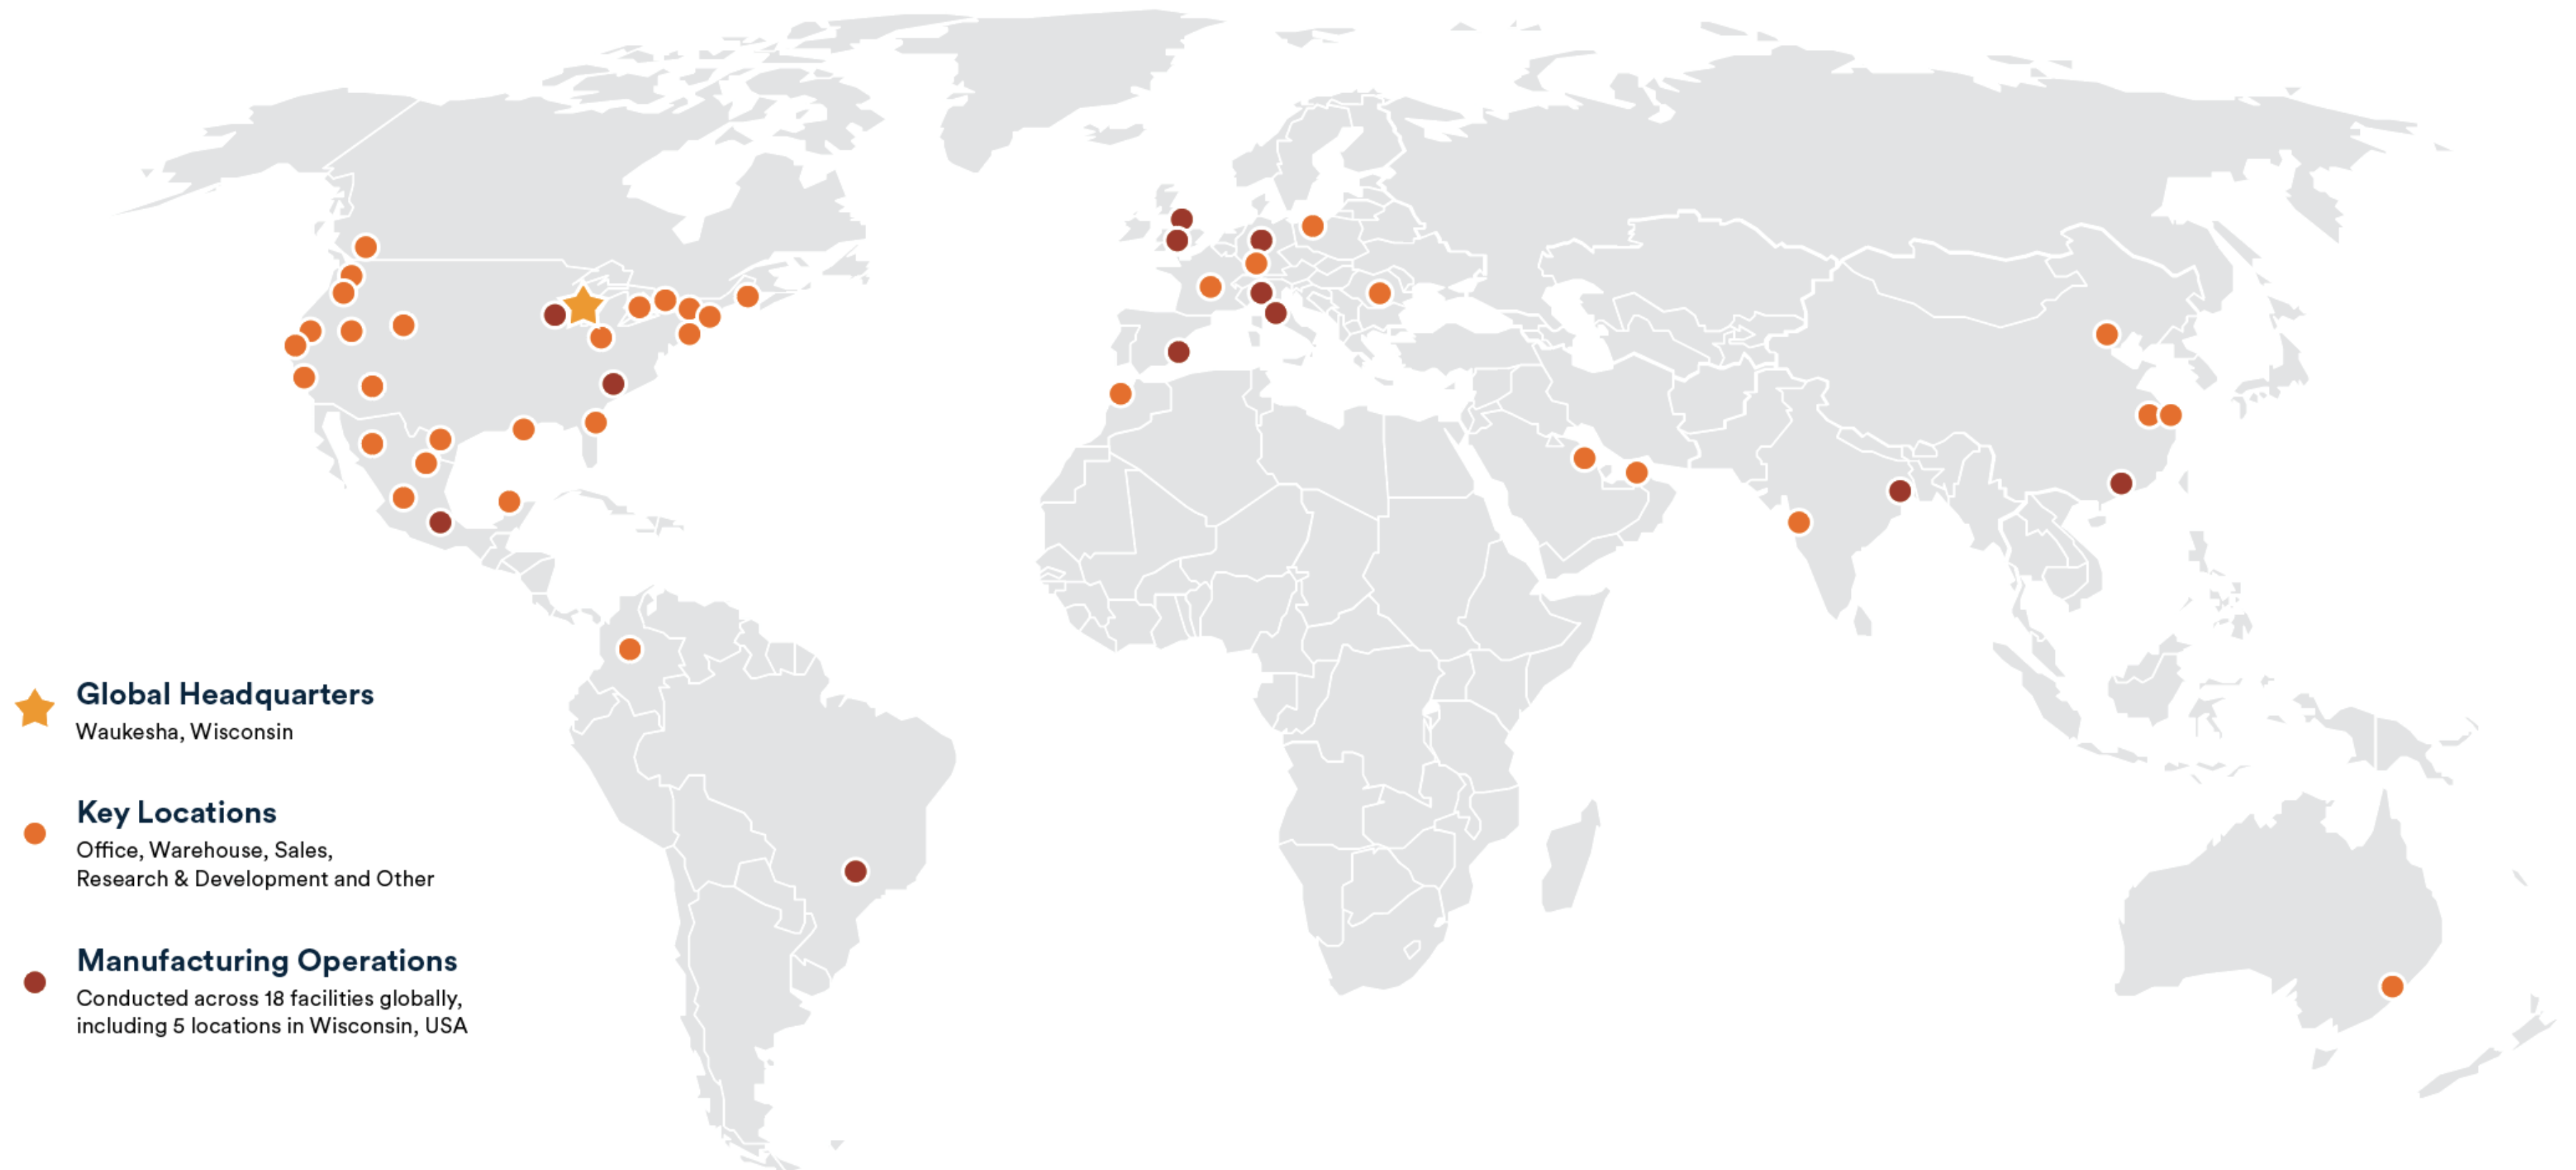 Global Headquarters
Waukesha, Wisconsin
Key Locations
Office, Warehouse, Sales,
Research & Development and Other
Manufacturing Operations
Conducted across 18 facilities globally,
including 5 locations in Wisconsin, USA